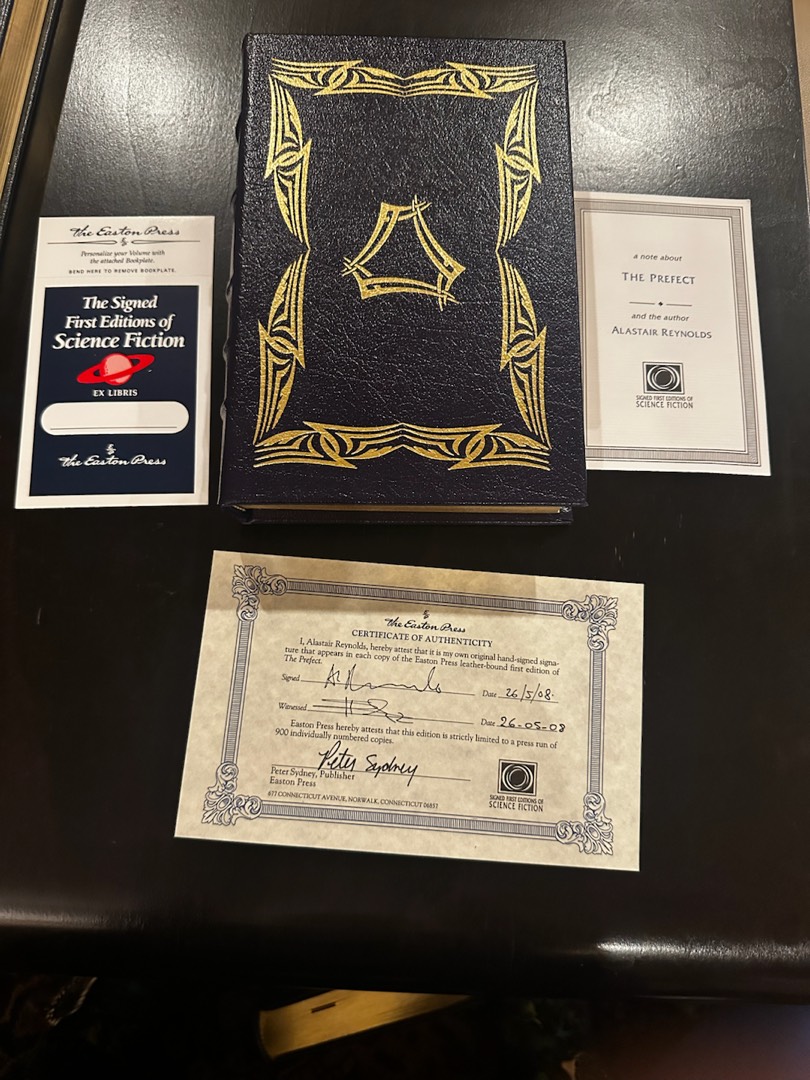 The Easton Press
Personalize your Volume with
the attached Bookplate.
BEND HERE TO REMOVE BOOKPLATE.
The Signed
First Editions of
Science Fiction
EX LIBRIS
The Easton Press
a note about
THE PREFECT
and the author
ALASTAIR REYNOLDS
SIGNED FIRST EDITIONS OF
SCIENCE FICTION
The Easton Press
CERTIFICATE OF AUTHENTICITY
I, Alastair Reynolds, hereby attest that it is my own original hand-signed signa-
ture that appears in each copy of the Easton Press leather-bound first edition of
The Prefect.
Signed Date 26/5/08.
Witnessed Date 26-05-08
Easton Press hereby attests that this edition is strictly limited to a press run of
900 individually numbered copies.
Peter Sydney
Peter Sydney, Publisher
Easton Press
677 CONNECTICUT AVENUE, NORWALK, CONNECTICUT 06857
SIGNED FIRST EDITIONS OF
SCIENCE FICTION